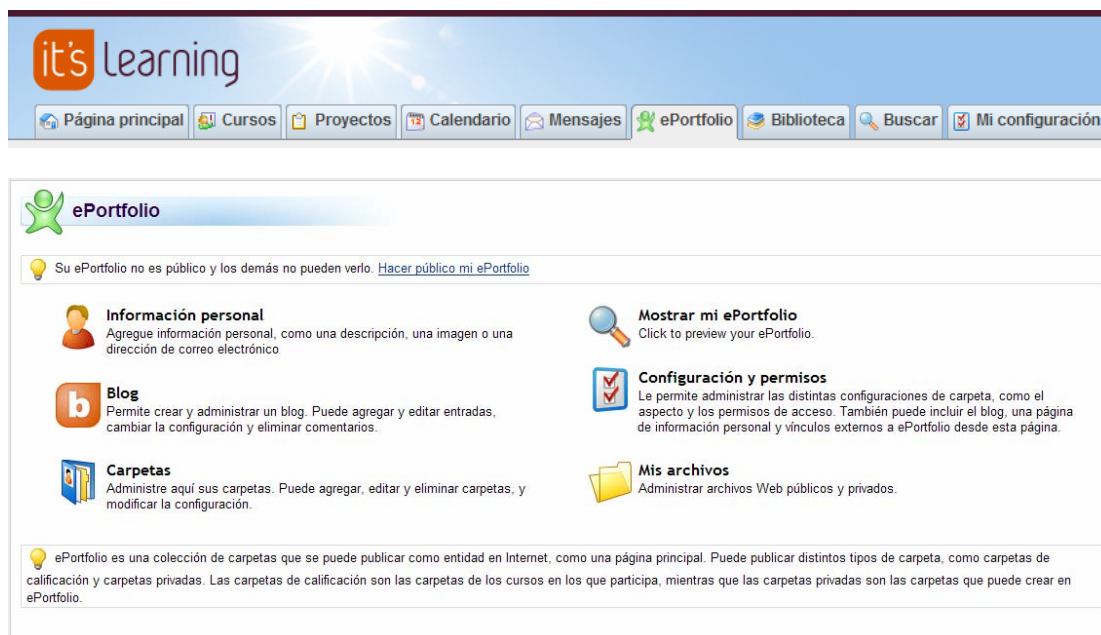 it's Learning
Página principal Cursos Proyectos Calendario Mensajes ePortfolio Biblioteca Buscar Mi configuración
ePortfolio
Su ePortfolio no es público y los demás no pueden verlo. Hacer público mi ePortfolio
Información personal
Agregue información personal, como una descripción, una imagen o una
dirección de correo electrónico
Blog
Permite crear y administrar un blog. Puede agregar y editar entradas,
cambiar la configuración y eliminar comentarios.
Carpetas
Administre aquí sus carpetas. Puede agregar, editar y eliminar carpetas, y
modificar la configuración.
Mostrar mi ePortfolio
Click to preview your ePortfolio.
Configuración y permisos
Le permite administrar las distintas configuraciones de carpeta, como el
aspecto y los permisos de acceso. También puede incluir el blog, una página
de información personal y vínculos externos a ePortfolio desde esta página.
Mis archivos
Administrar archivos Web públicos y privados.
ePortfolio es una colección de carpetas que se puede publicar como entidad en Internet, como una página principal. Puede publicar distintos tipos de carpeta, como carpetas de
calificación y carpetas privadas. Las carpetas de calificación son las carpetas de los cursos en los que participa, mientras que las carpetas privadas son las carpetas que puede crear en
ePortfolio.